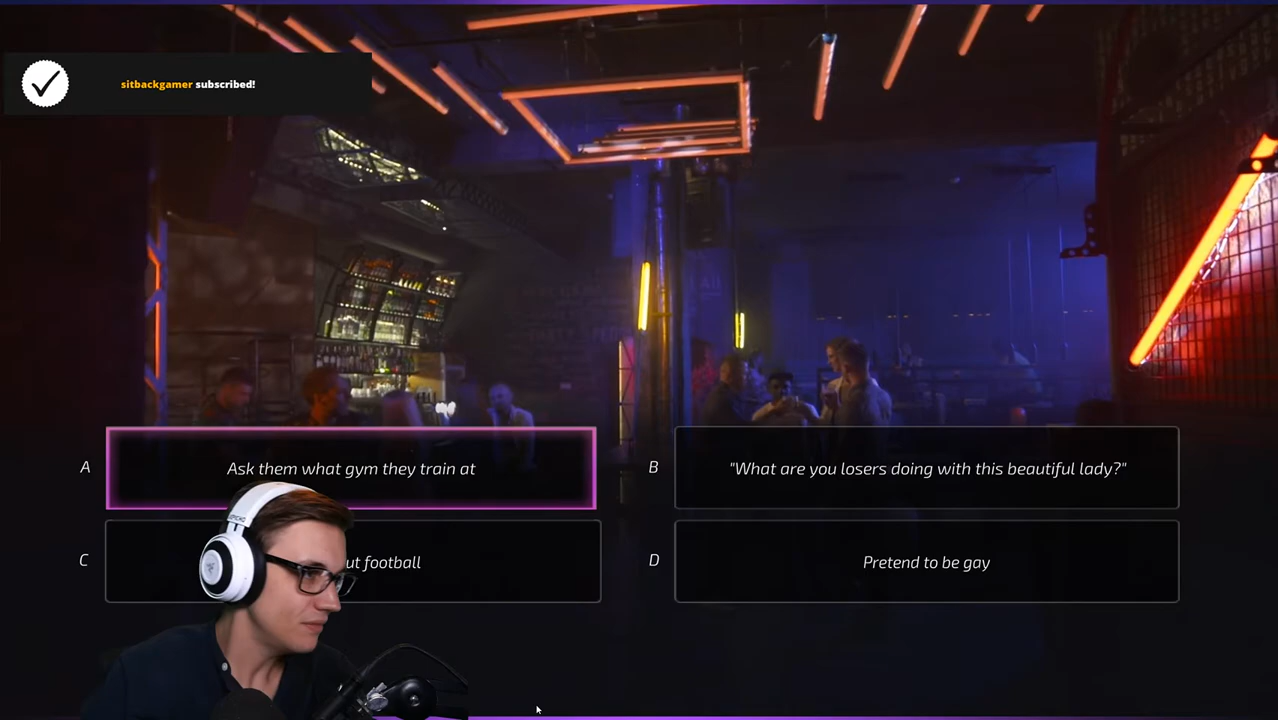 sitbackgamer subscribed!
A
Ask them what gym they train at
B
"What are you losers doing with this beautiful lady?"
C
ut football
D
Pretend to be gay